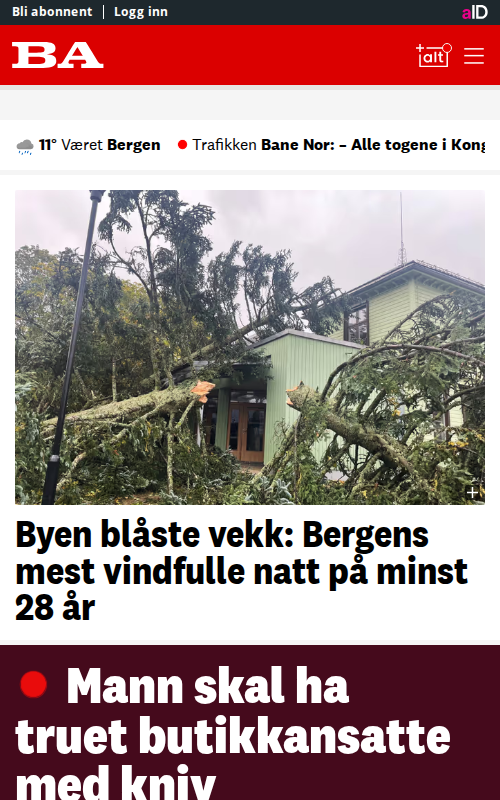 Bli abonnent
Logg inn
aID
BA
alt
11° Været Bergen
Trafikken Bane Nor: – Alle togene i Kong
Byen blåste vekk: Bergens
mest vindfulle natt på minst
28 år
Mann skal ha
truet butikkansatte
med kniv